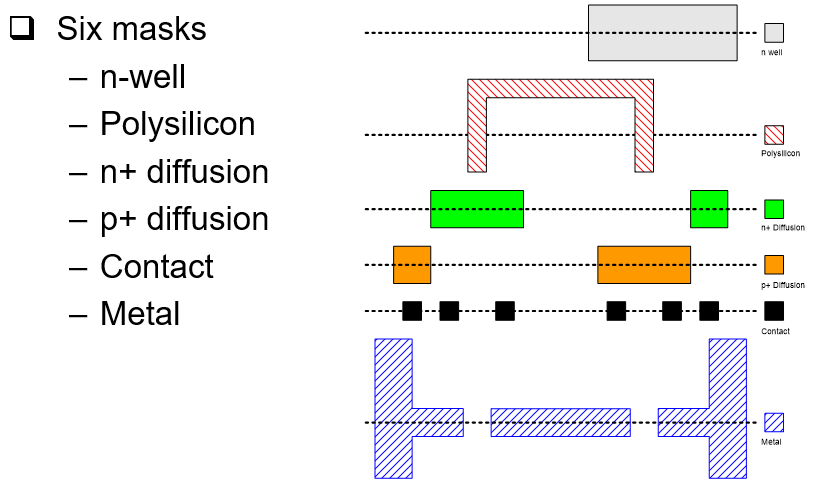 ❑ Six masks
– n-well
– Polysilicon
– n+ diffusion
– p+ diffusion
– Contact
– Metal
n well
Polysilicon
n+ Diffusion
p+ Diffusion
Contact
Metal